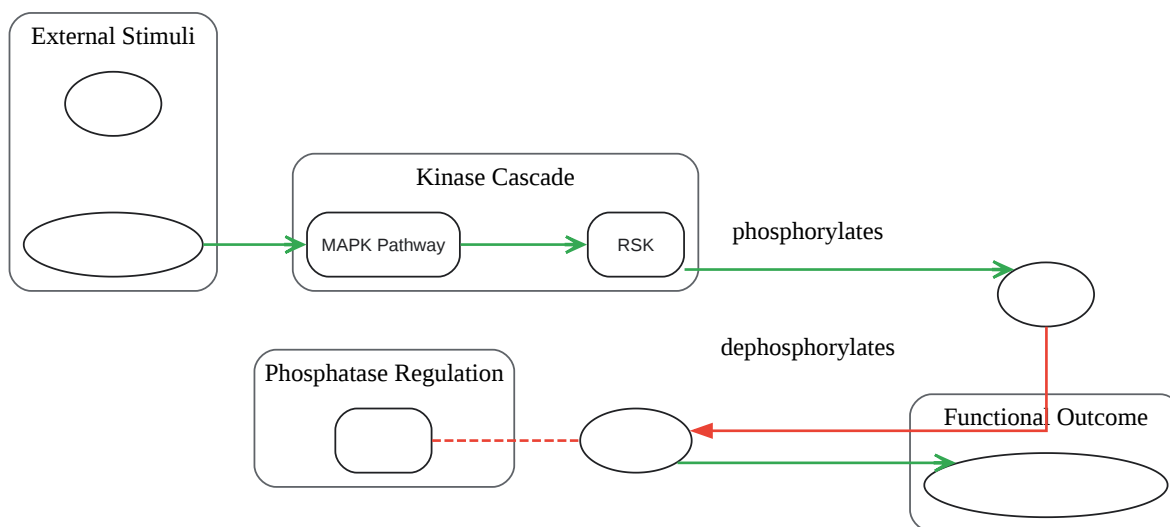 External Stimuli
Kinase Cascade
MAPK Pathway
RSK
phosphorylates
dephosphorylates
Phosphatase Regulation
Functional Outcome